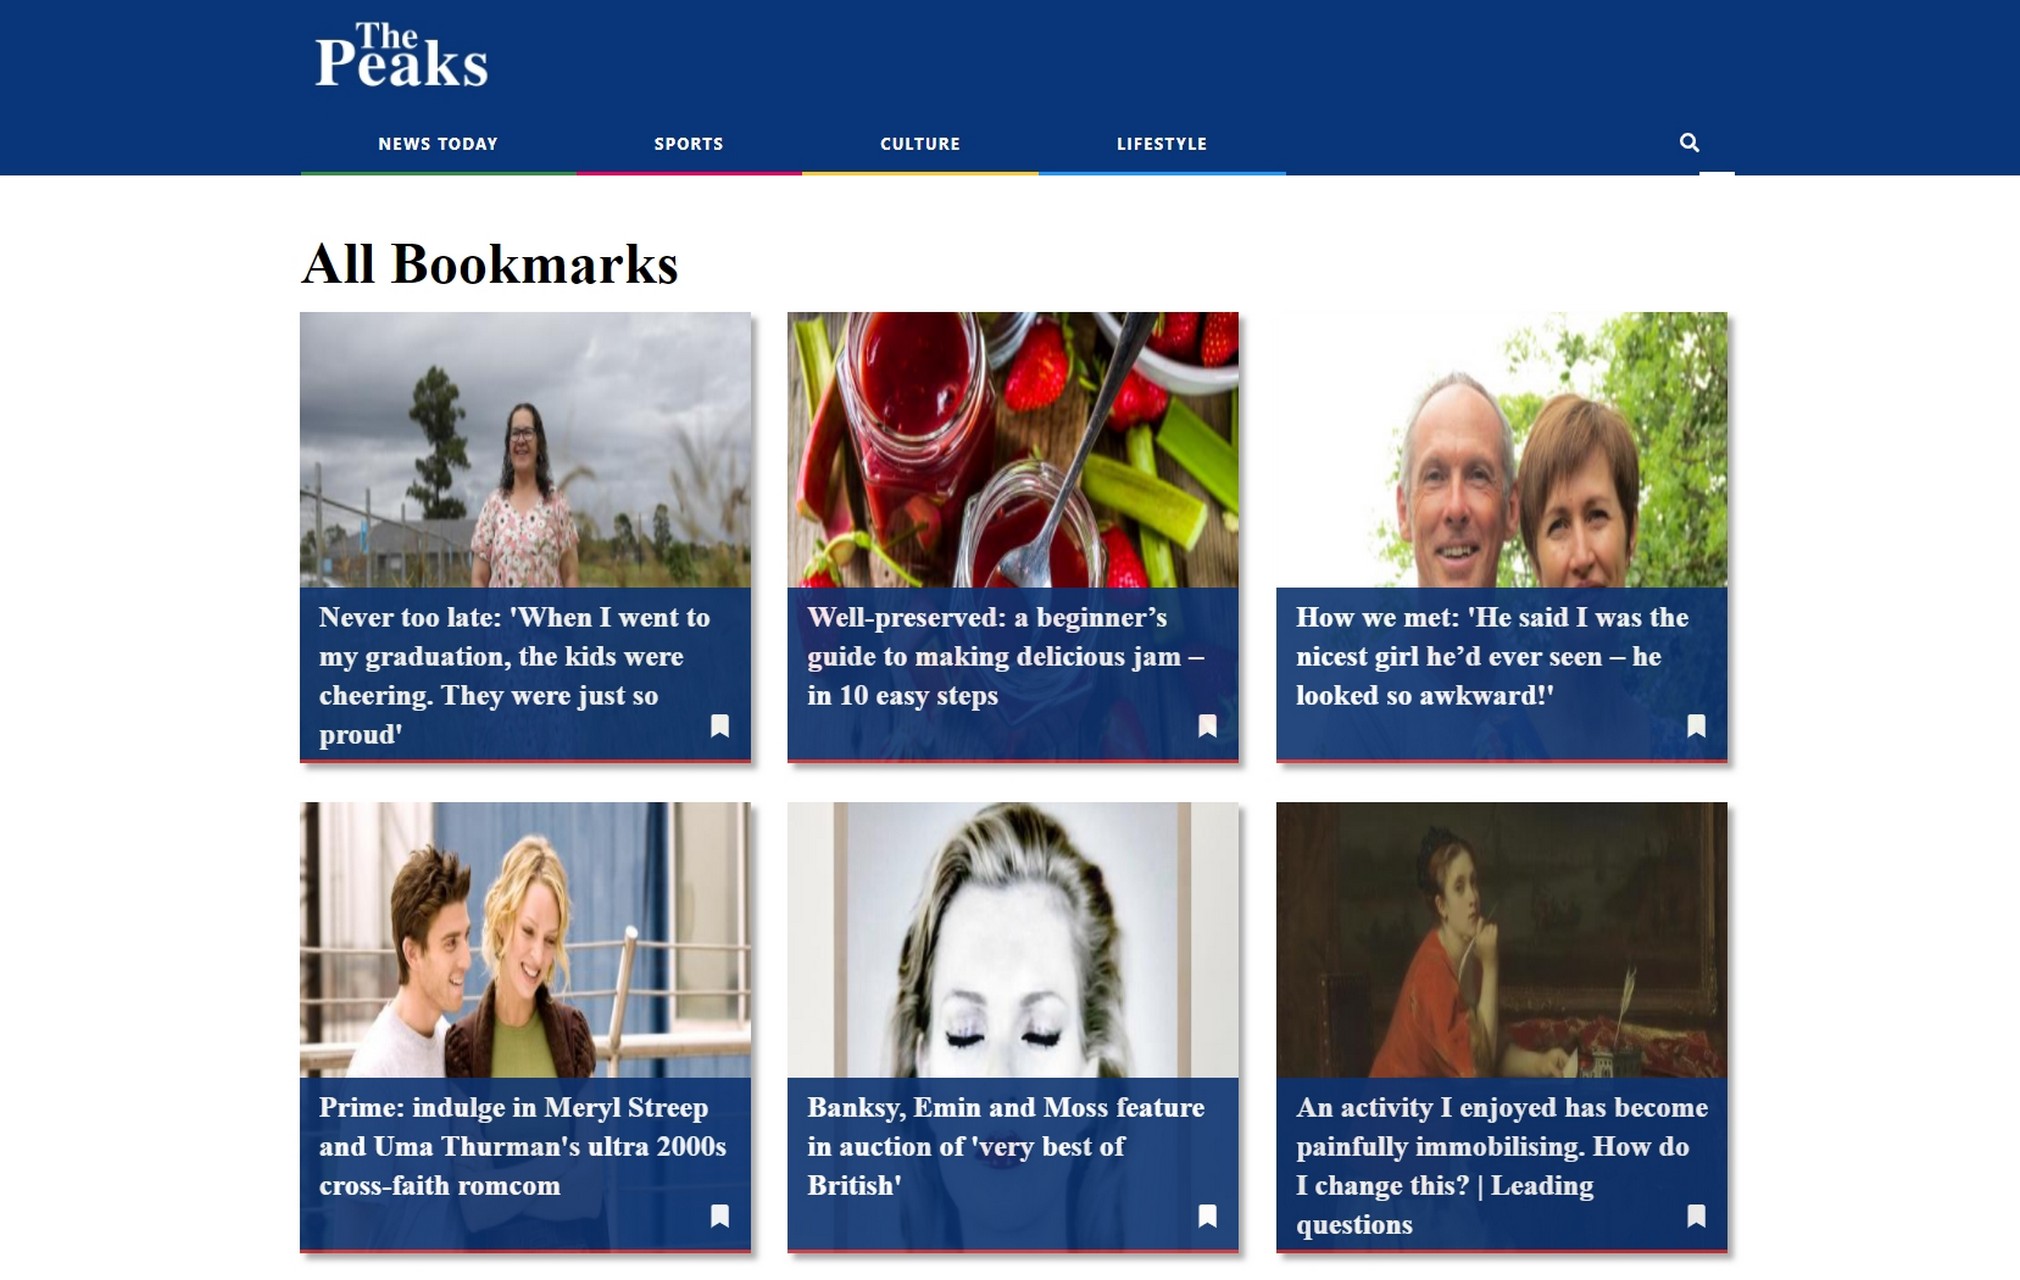 The
Peaks
NEWS TODAY
SPORTS
CULTURE
LIFESTYLE
All Bookmarks
Never too late: 'When I went to
my graduation, the kids were
cheering. They were just so
proud'
Well-preserved: a beginner’s
guide to making delicious jam –
in 10 easy steps
How we met: 'He said I was the
nicest girl he’d ever seen – he
looked so awkward!'
Prime: indulge in Meryl Streep
and Uma Thurman's ultra 2000s
cross-faith romcom
Banksy, Emin and Moss feature
in auction of 'very best of
British'
An activity I enjoyed has become
painfully immobilising. How do
I change this? | Leading
questions